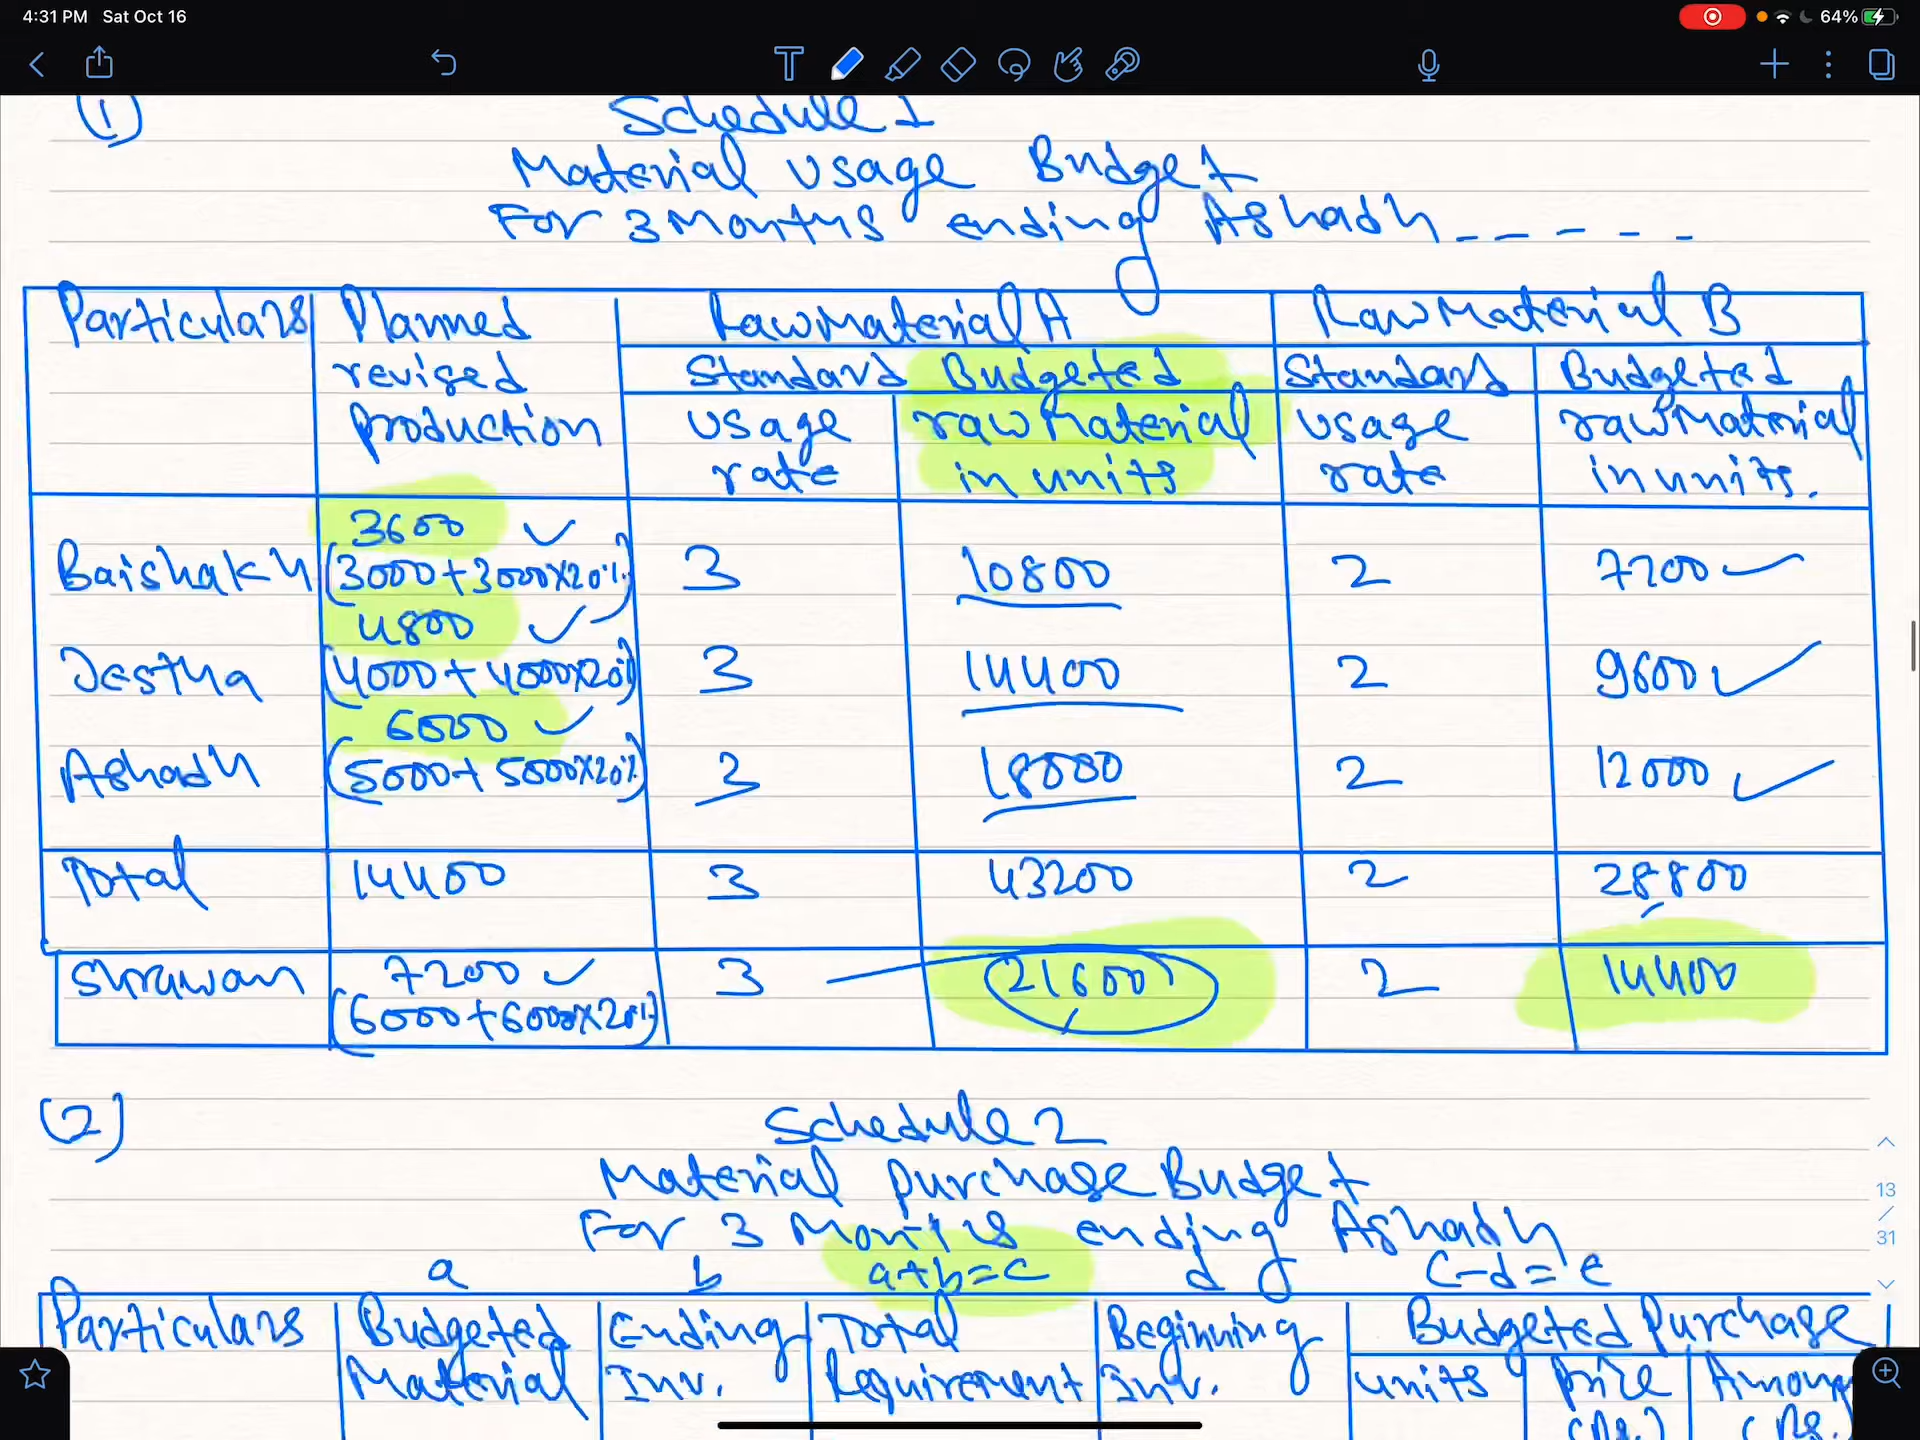 4:31 PM Sat Oct 16
64%
(1) Schedule 1
Material Usage Budget
For 3 Months ending Ashadh _ _ _ _ _
Particulars Planned revised production Raw Material A Raw Material B
Standard usage rate Budgeted raw Material in units Standard usage rate Budgeted raw Material in units.
3600 ✓
Baishakh (3000+3000×20%) 3 10800 2 7200 ✓
4800 ✓
Jestha (4000+4000×20%) 3 14400 2 9600 ✓
6000 ✓
Ashadh (5000+5000×20%) 3 18000 2 12000 ✓
Total 14400 3 43200 2 28800
Shrawan 7200 ✓ 3 21600 2 14400
(6000+6000×20%)
(2) Schedule 2
Material Purchase Budget
For 3 Months ending Ashadh
a b a+b=c d c-d=e
Particulars Budgeted Material Ending Inv. Total Requirement Beginning Inv. Budgeted Purchase
units Price (Rs.) Amoun (Rs.
13
/
31